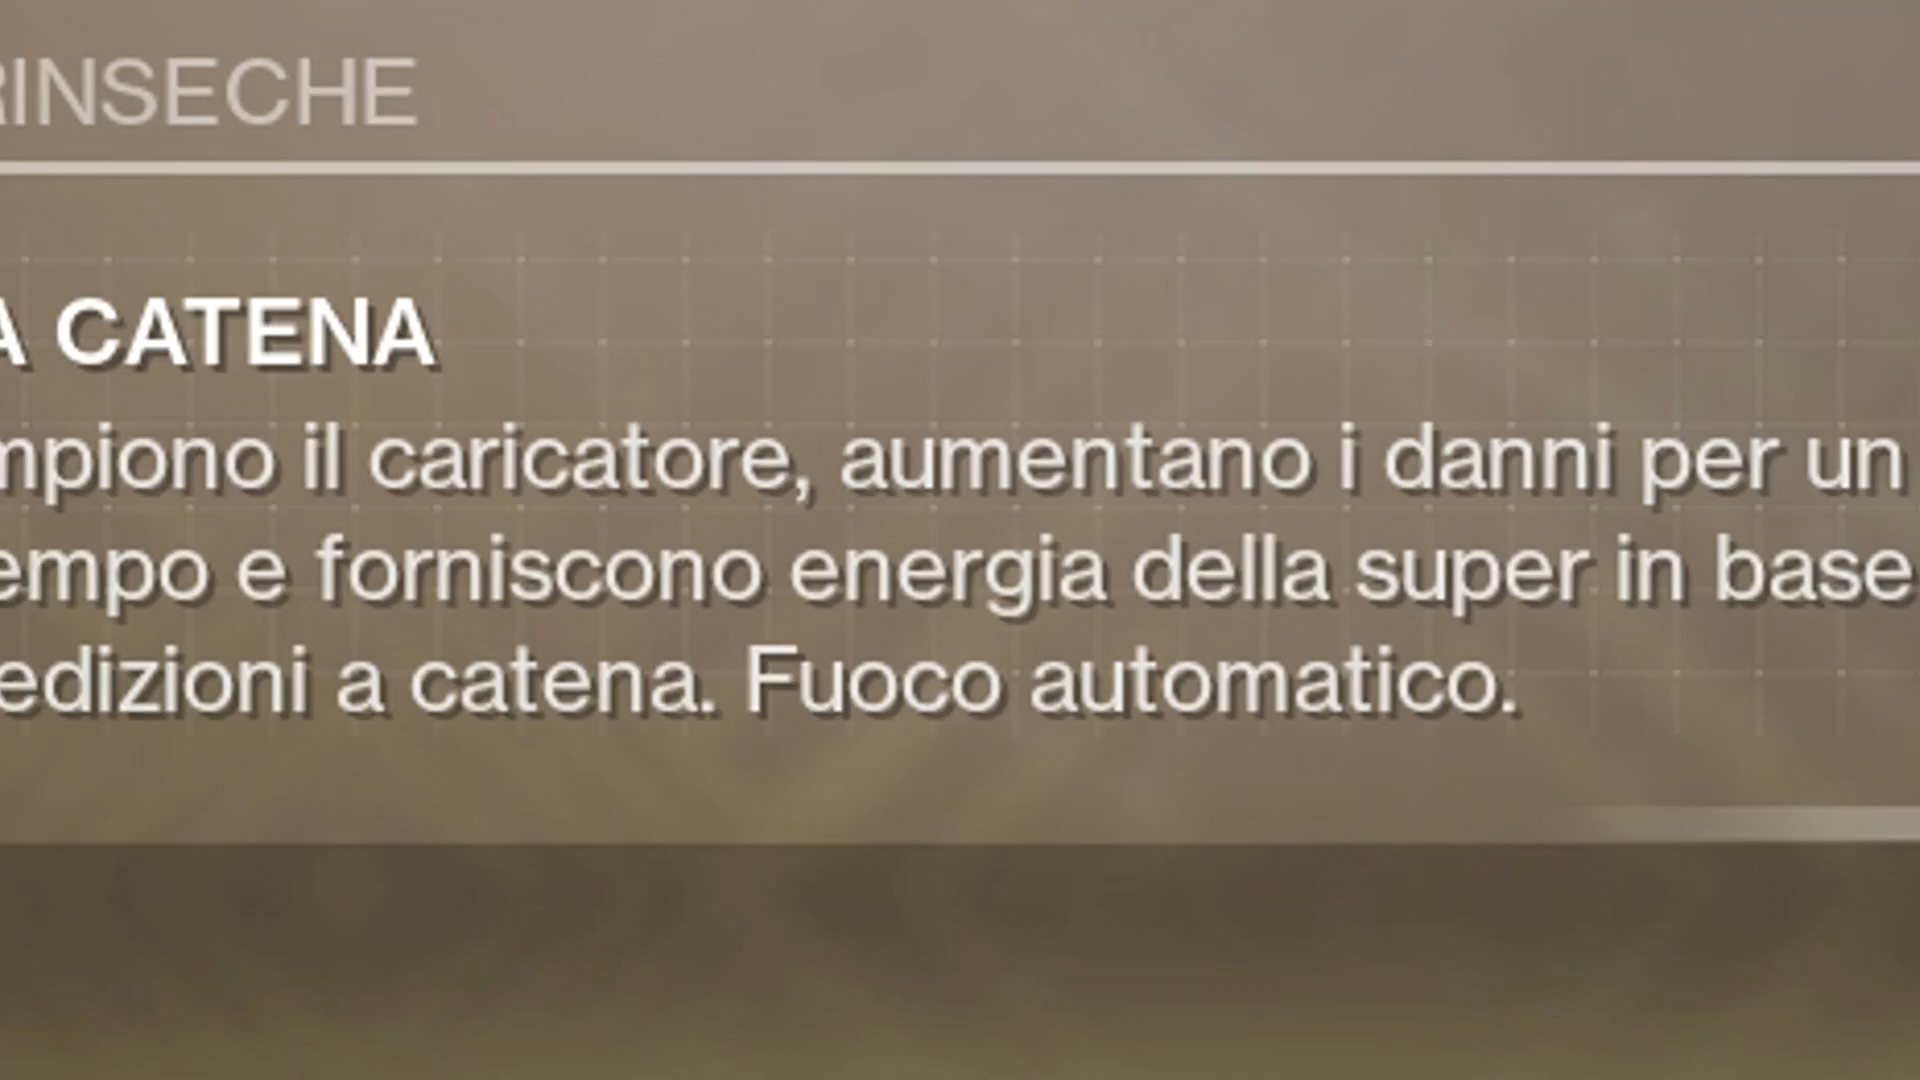 RINSECHE
A CATENA
mpiono il caricatore, aumentano i danni per un
empo e forniscono energia della super in base
edizioni a catena. Fuoco automatico.